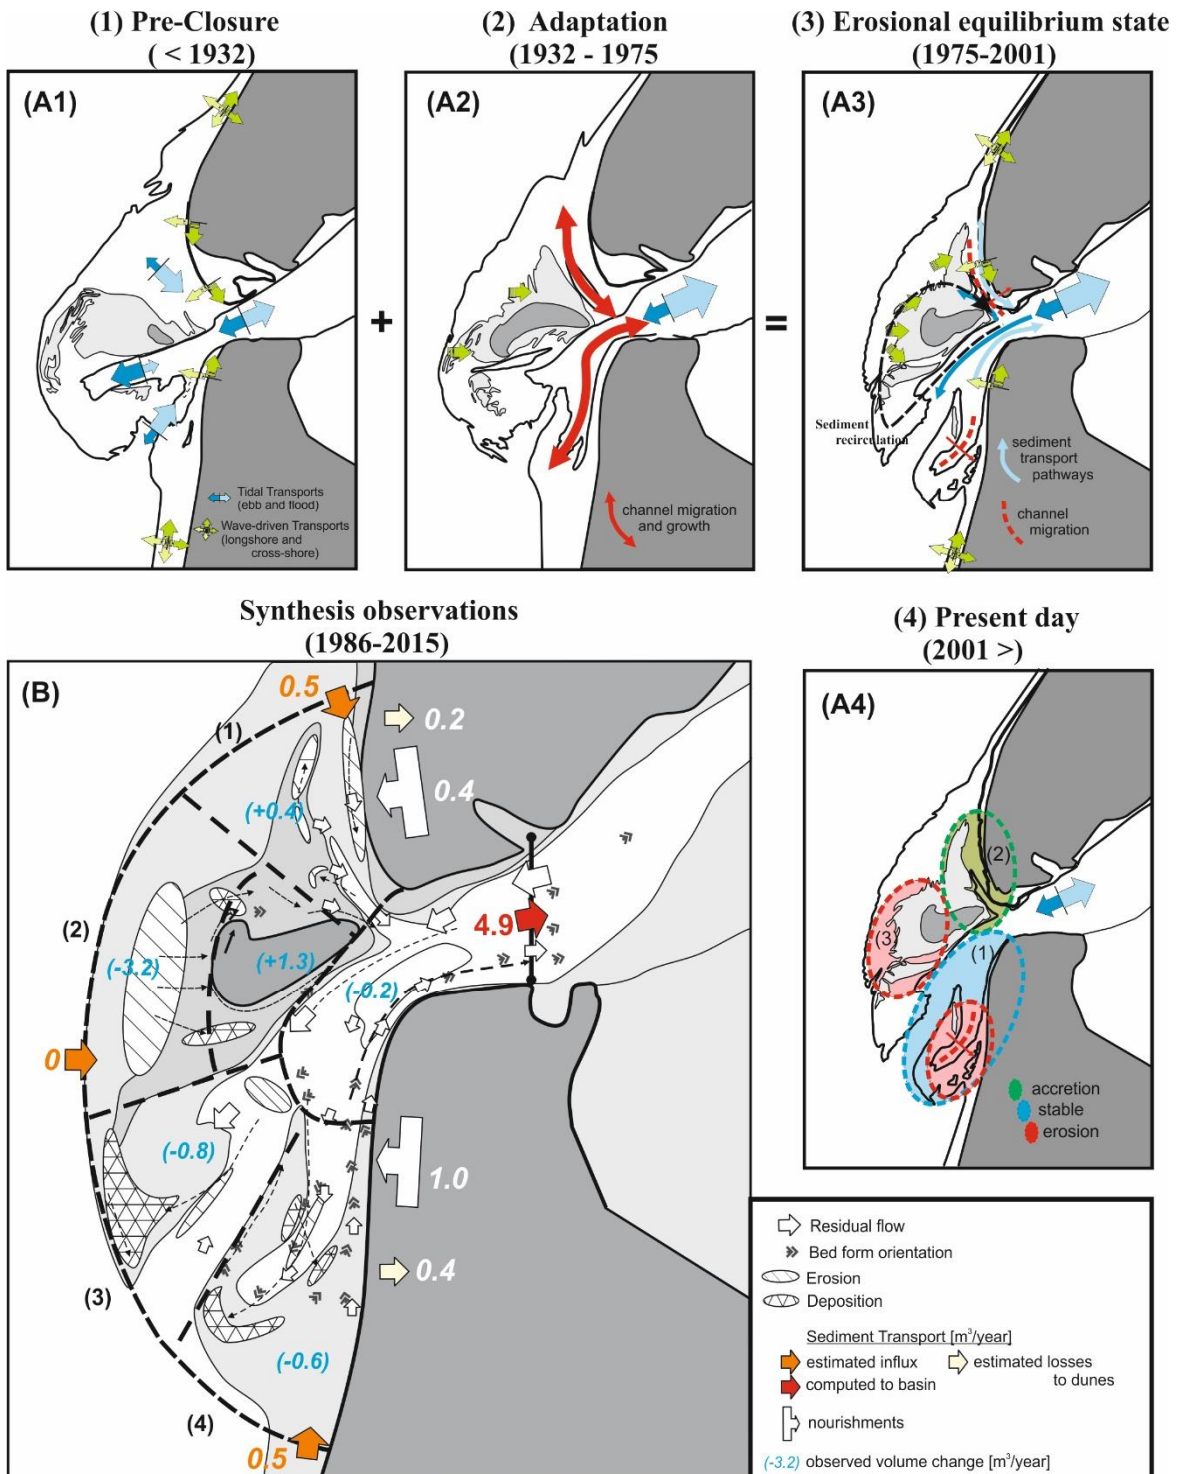 (1) Pre-Closure
( < 1932)
(2) Adaptation
(1932 - 1975
(3) Erosional equilibrium state
(1975-2001)
(A1)
Tidal Transports
(ebb and flood)
Wave-driven Transports
(longshore and
cross-shore)
+
(A2)
channel migration
and growth
=
(A3)
Sediment
recirculation
sediment
transport
pathways
channel
migration
Synthesis observations
(1986-2015)
(B)
0.5
(1)
0.2
0.4
(+0.4)
(2)
(-3.2)
(+1.3)
4.9
(-0.2)
0
(-0.8)
1.0
0.4
(3)
(-0.6)
(4)
0.5
(4) Present day
(2001 >)
(A4)
(2)
(3)
(1)
accretion
stable
erosion
Residual flow
Bed form orientation
Erosion
Deposition
Sediment Transport [m³/year]
estimated influx
estimated losses
to dunes
computed to basin
nourishments
(-3.2) observed volume change [m³/year]